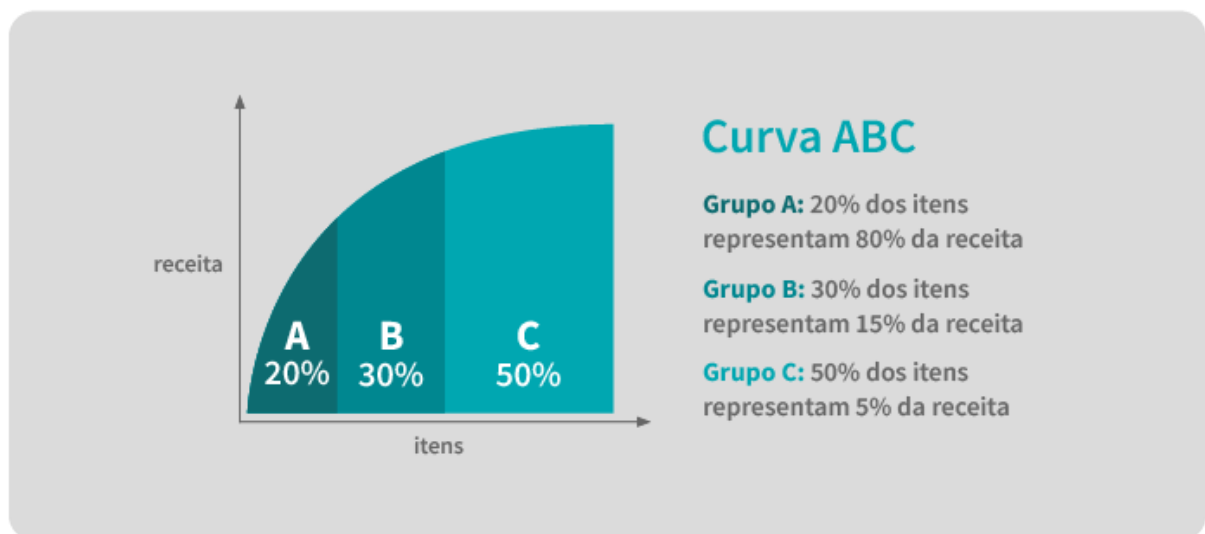 receita
A
20%
B
30%
C
50%
itens
Curva ABC
Grupo A: 20% dos itens
representam 80% da receita
Grupo B: 30% dos itens
representam 15% da receita
Grupo C: 50% dos itens
representam 5% da receita